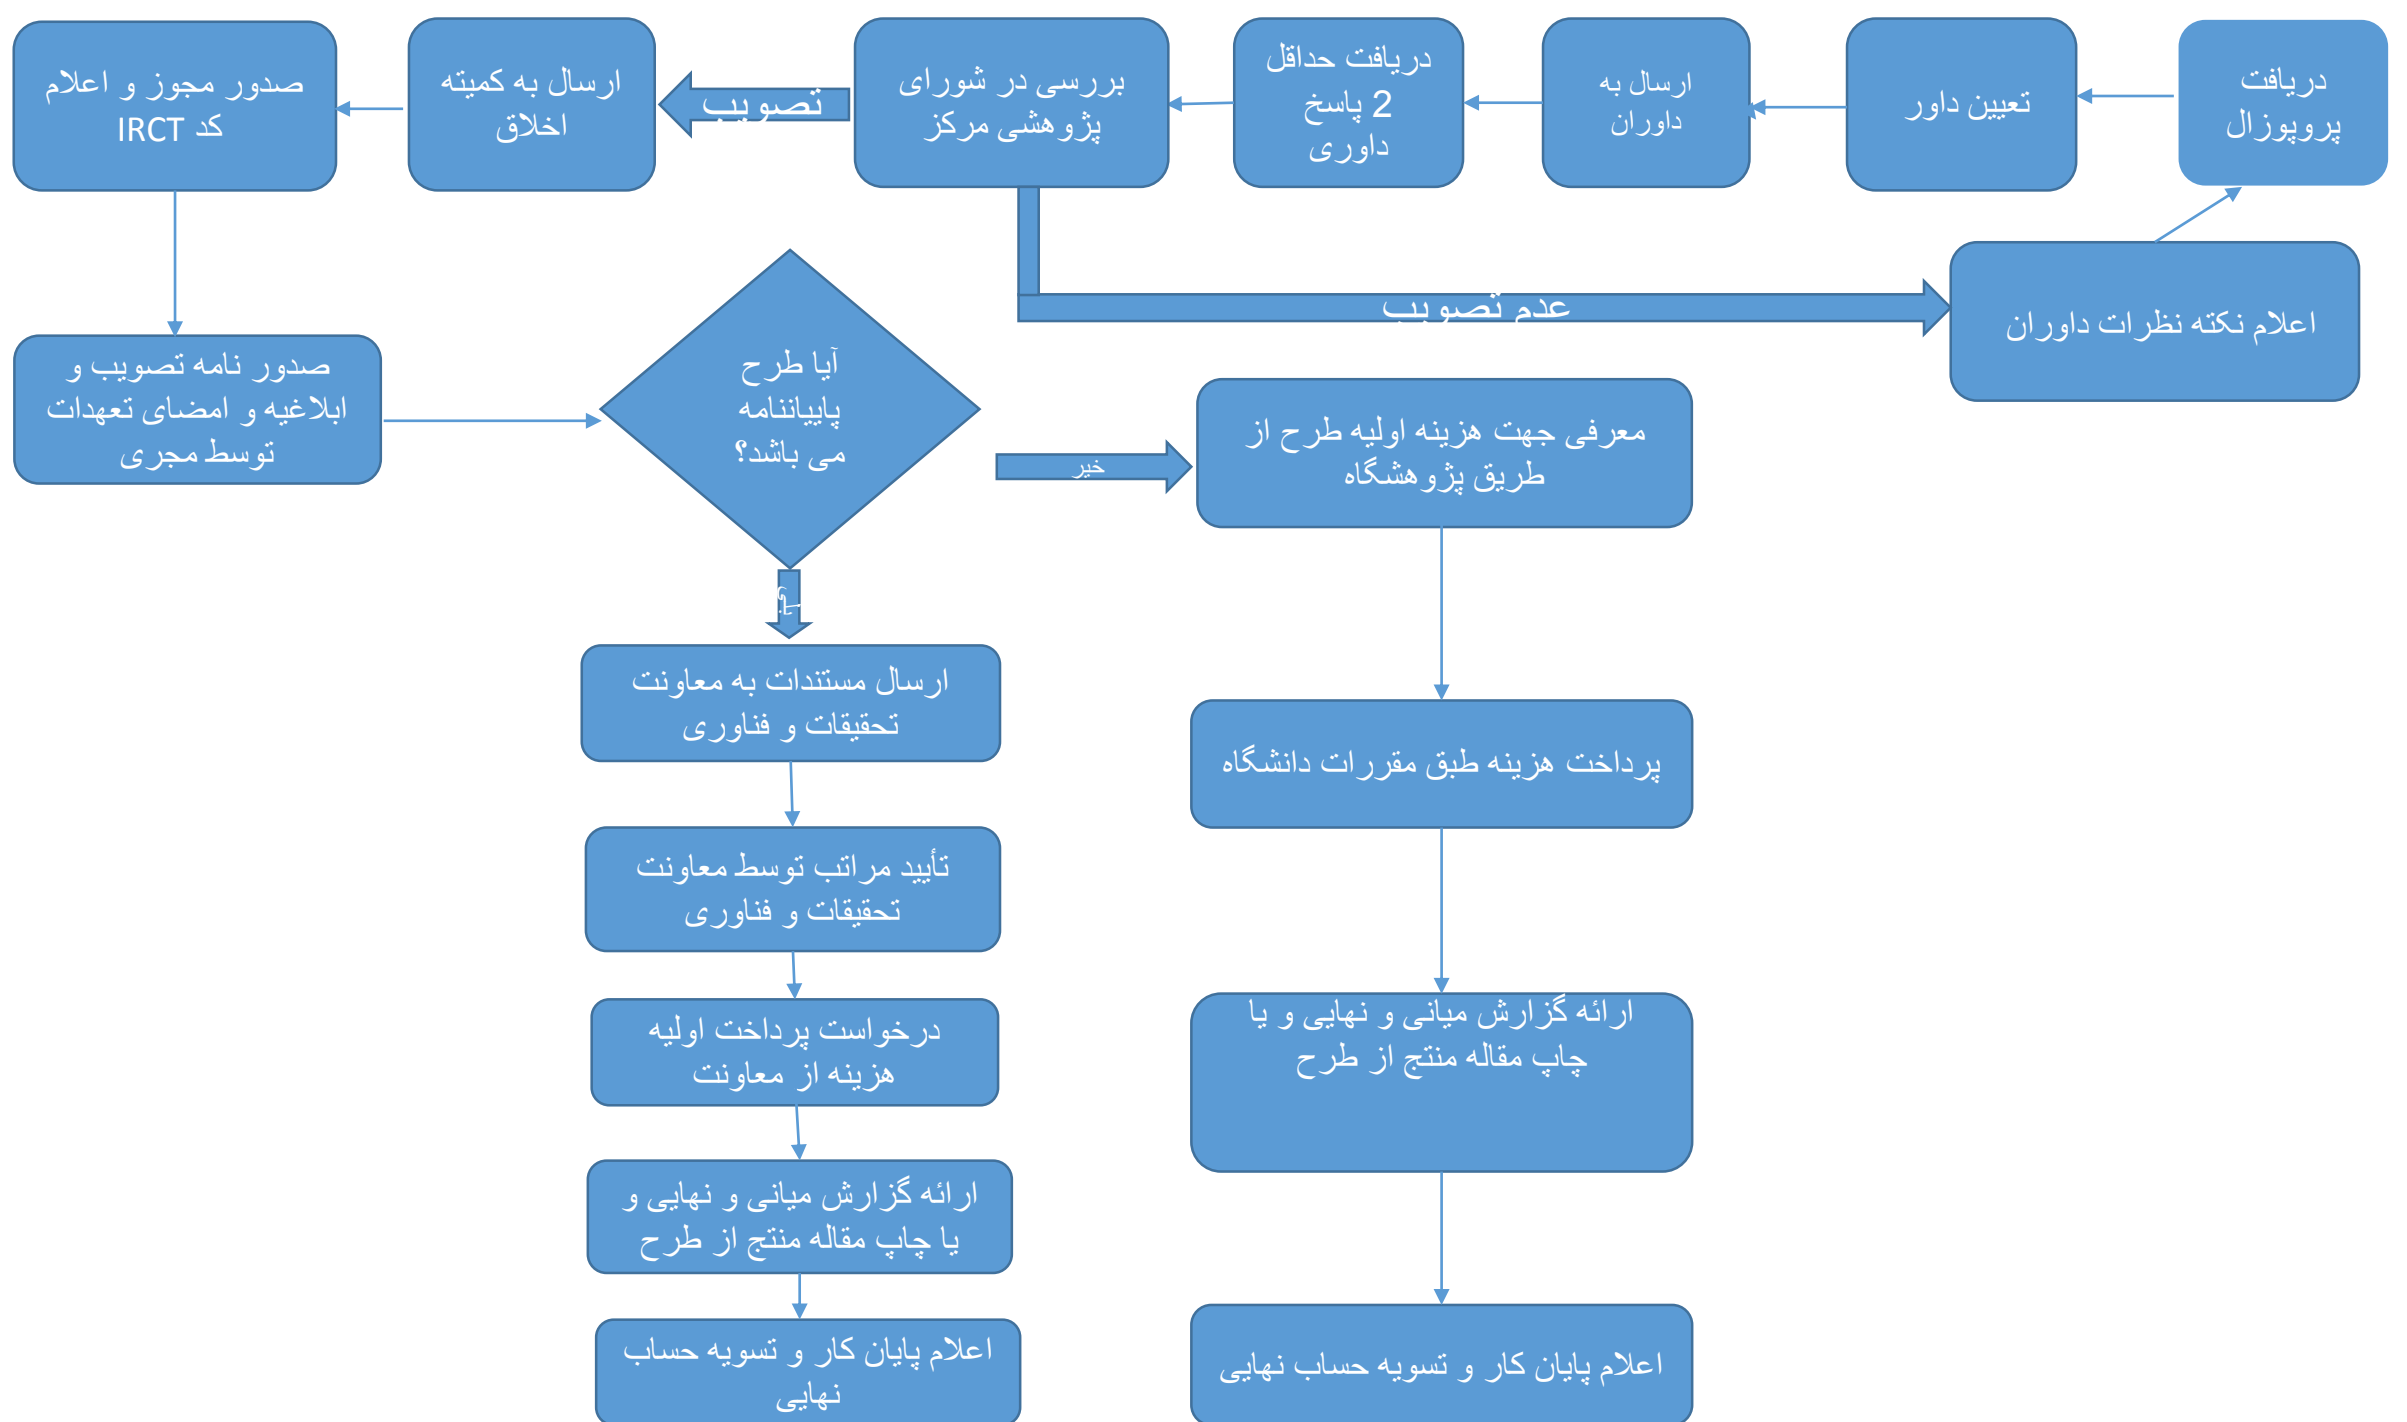 دریافت
پروپوزال
تعیین داور
ارسال به
داوران
دریافت حداقل
2 پاسخ
داوری
بررسی در شورای
پژوهشی مرکز
تصویب
ارسال به کمیته
اخلاق
صدور مجوز و اعلام
کد IRCT
عدم تصویب
اعلام نکته نظرات داوران
صدور نامه تصویب و
ابلاغیه و امضای تعهدات
توسط مجری
آیا طرح
پایپاننامه
می باشد؟
خیر
معرفی جهت هزینه اولیه طرح از
طریق پژوهشگاه
پرداخت هزینه طبق مقررات دانشگاه
ارائه گزارش میانی و نهایی و یا
چاپ مقاله منتج از طرح
اعلام پایان کار و تسویه حساب نهایی
بلی
ارسال مستندات به معاونت
تحقیقات و فناوری
تأیید مراتب توسط معاونت
تحقیقات و فناوری
درخواست پرداخت اولیه
هزینه از معاونت
ارائه گزارش میانی و نهایی و
یا چاپ مقاله منتج از طرح
اعلام پایان کار و تسویه حساب
نهایی